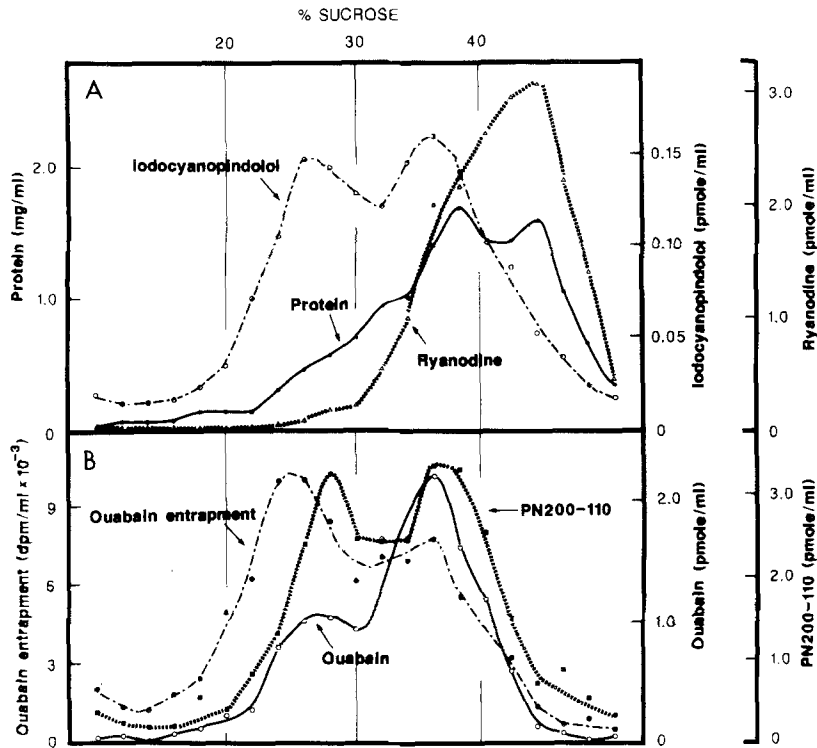 % SUCROSE
20 30 40
A
Iodocyanopindolol
Protein
Ryanodine
Protein (mg/ml)
2.0
1.0
0
0.15
0.10
0.05
0
Iodocyanopindolol (pmole/ml)
3.0
2.0
1.0
0
Ryanodine (pmole/ml)
B
Ouabain entrapment
PN200-110
Ouabain
Ouabain entrapment (dpm/ml x 10-3)
9
6
3
0
2.0
1.0
0
Ouabain (pmole/ml)
3.0
2.0
1.0
0
PN200-110 (pmole/ml)